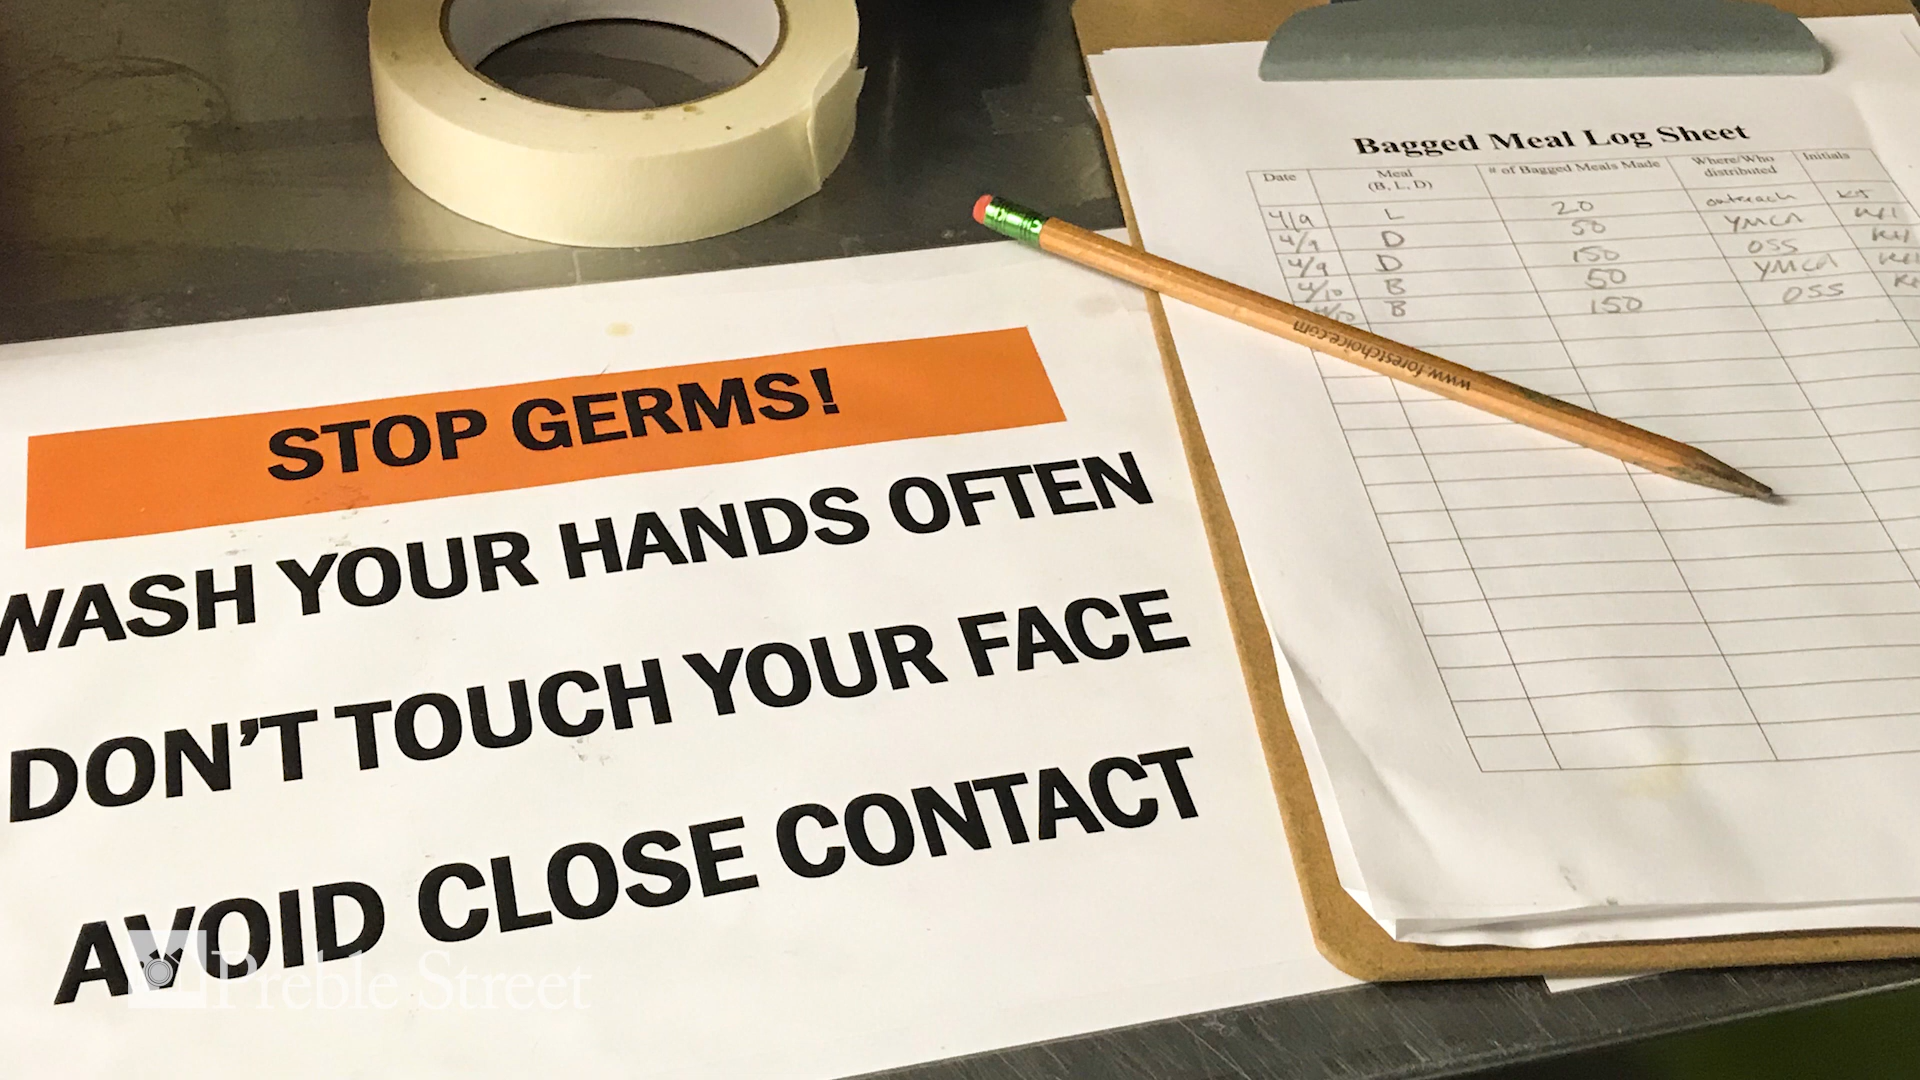 STOP GERMS!
WASH YOUR HANDS OFTEN
DON'T TOUCH YOUR FACE
AVOID CLOSE CONTACT
Preble Street
www.forestchoice.com
Bagged Meal Log Sheet
Date Meal (B, L, D) # of Bagged Meals Made Where/Who distributed Initials
4/9 L 20 outreach
4/9 D 50 YMCA
4/9 D 150 OSS
4/10 B 50 YMCA
4/10 B 150 OSS